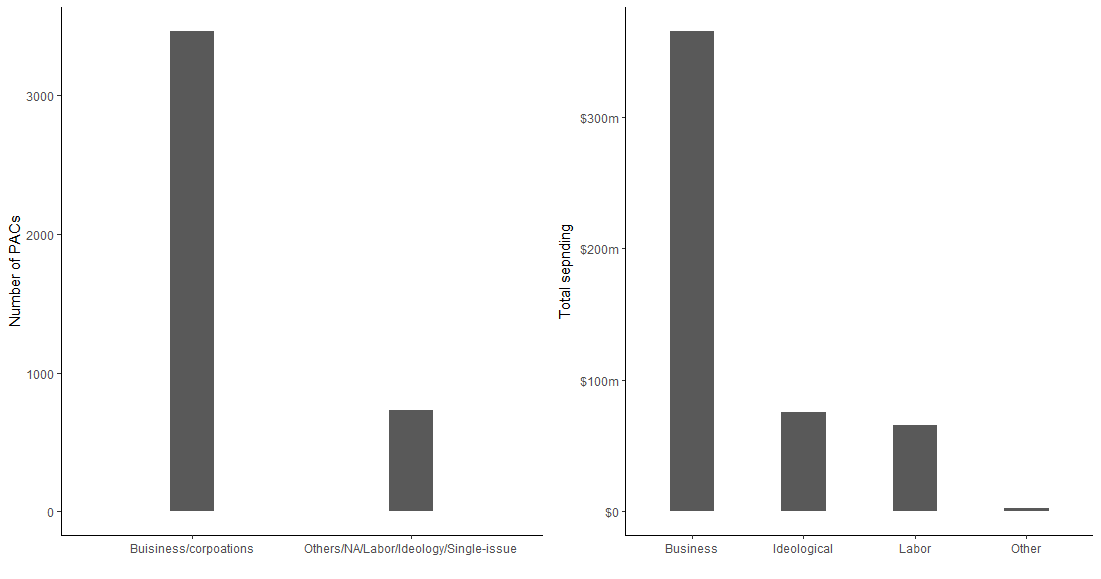 Number of PACs
3000
2000
1000
0
Buisiness/corpoations
Others/NA/Labor/Ideology/Single-issue
Total sepnding
$300m
$200m
$100m
$0
Business
Ideological
Labor
Other